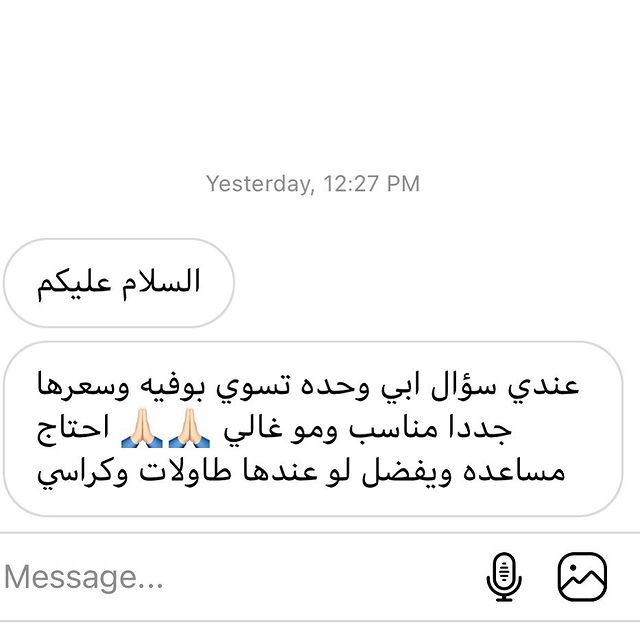 Yesterday, 12:27 PM
السلام عليكم
عندي سؤال ابي وحده تسوي بوفيه وسعرها
جددا مناسب ومو غالي 🙏🏻🙏🏻 احتاج
مساعده ويفضل لو عندها طاولات وكراسي
Message...